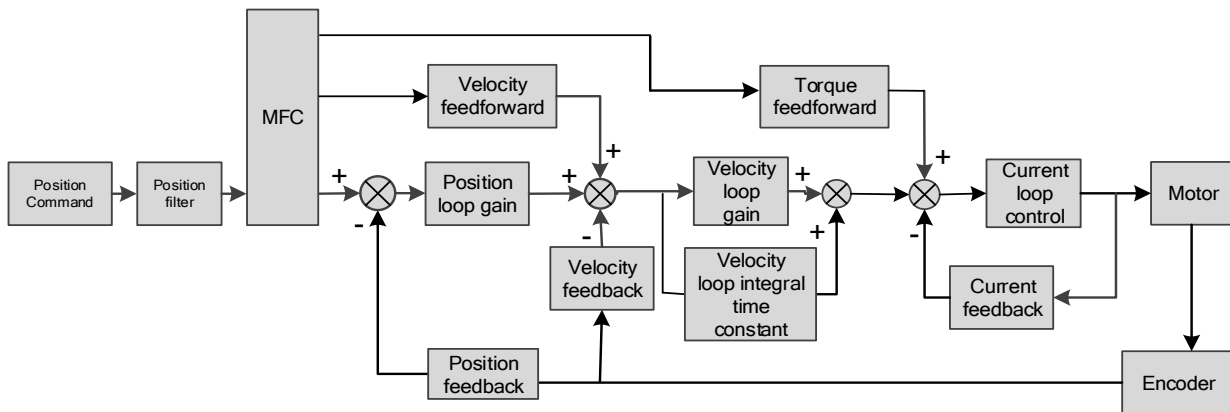 MFC
Velocity
feedforward
Torque
feedforward
+
+
Position
Command
Position
filter
+
Position
loop gain
+
Velocity
loop
gain
+
Current
loop
control
Motor
-
-
+
-
Velocity
feedback
Velocity
loop integral
time
constant
Current
feedback
Position
feedback
Encoder